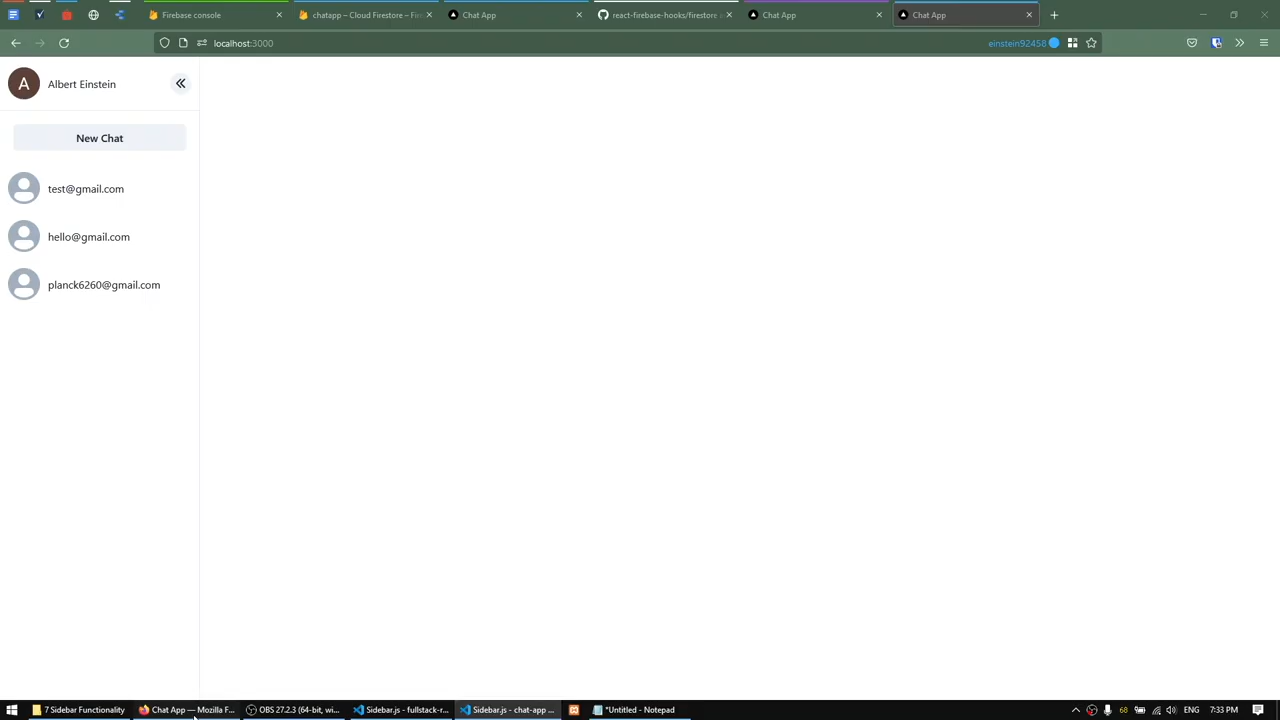 Firebase console
chatapp – Cloud Firestore – Fire
Chat App
react-firebase-hooks/firestore
Chat App
Chat App
localhost:3000
einstein92458
A
Albert Einstein
New Chat
test@gmail.com
hello@gmail.com
planck6260@gmail.com
7 Sidebar Functionality
Chat App — Mozilla F...
OBS 27.2.3 (64-bit, wi...
Sidebar.js - fullstack-r...
Sidebar.js - chat-app ...
*Untitled - Notepad
68
ENG
7:33 PM